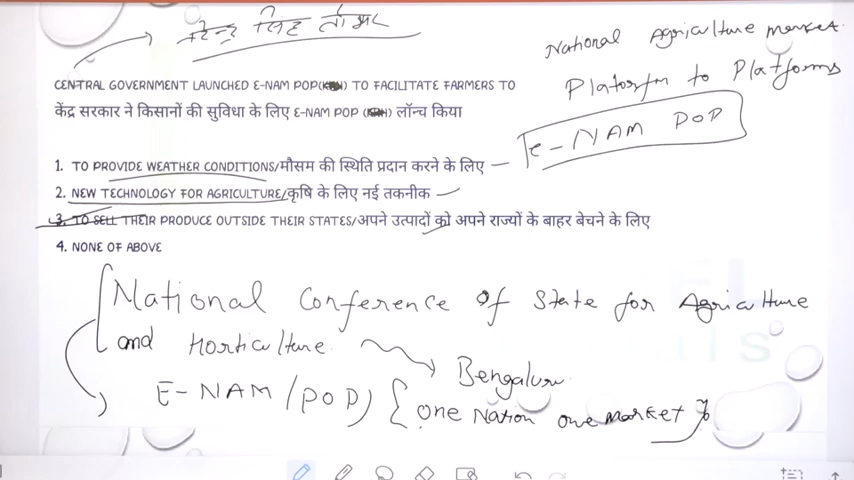 नरेन्द्र सिंह तोमर
National Agriculture market
Platorfm to Platforms
e-NAM POP
CENTRAL GOVERNMENT LAUNCHED E-NAM POP( ) TO FACILITATE FARMERS TO
केंद्र सरकार ने किसानों की सुविधा के लिए E-NAM POP ( ) लॉन्च किया
1. TO PROVIDE WEATHER CONDITIONS/मौसम की स्थिति प्रदान करने के लिए
2. NEW TECHNOLOGY FOR AGRICULTURE/कृषि के लिए नई तकनीक
3. TO SELL THEIR PRODUCE OUTSIDE THEIR STATES/अपने उत्पादों को अपने राज्यों के बाहर बेचने के लिए
4. NONE OF ABOVE
National Conference Of State for Agriculture
and Horticulture
Bengaluru
E-NAM/POP) { one Nation one market }